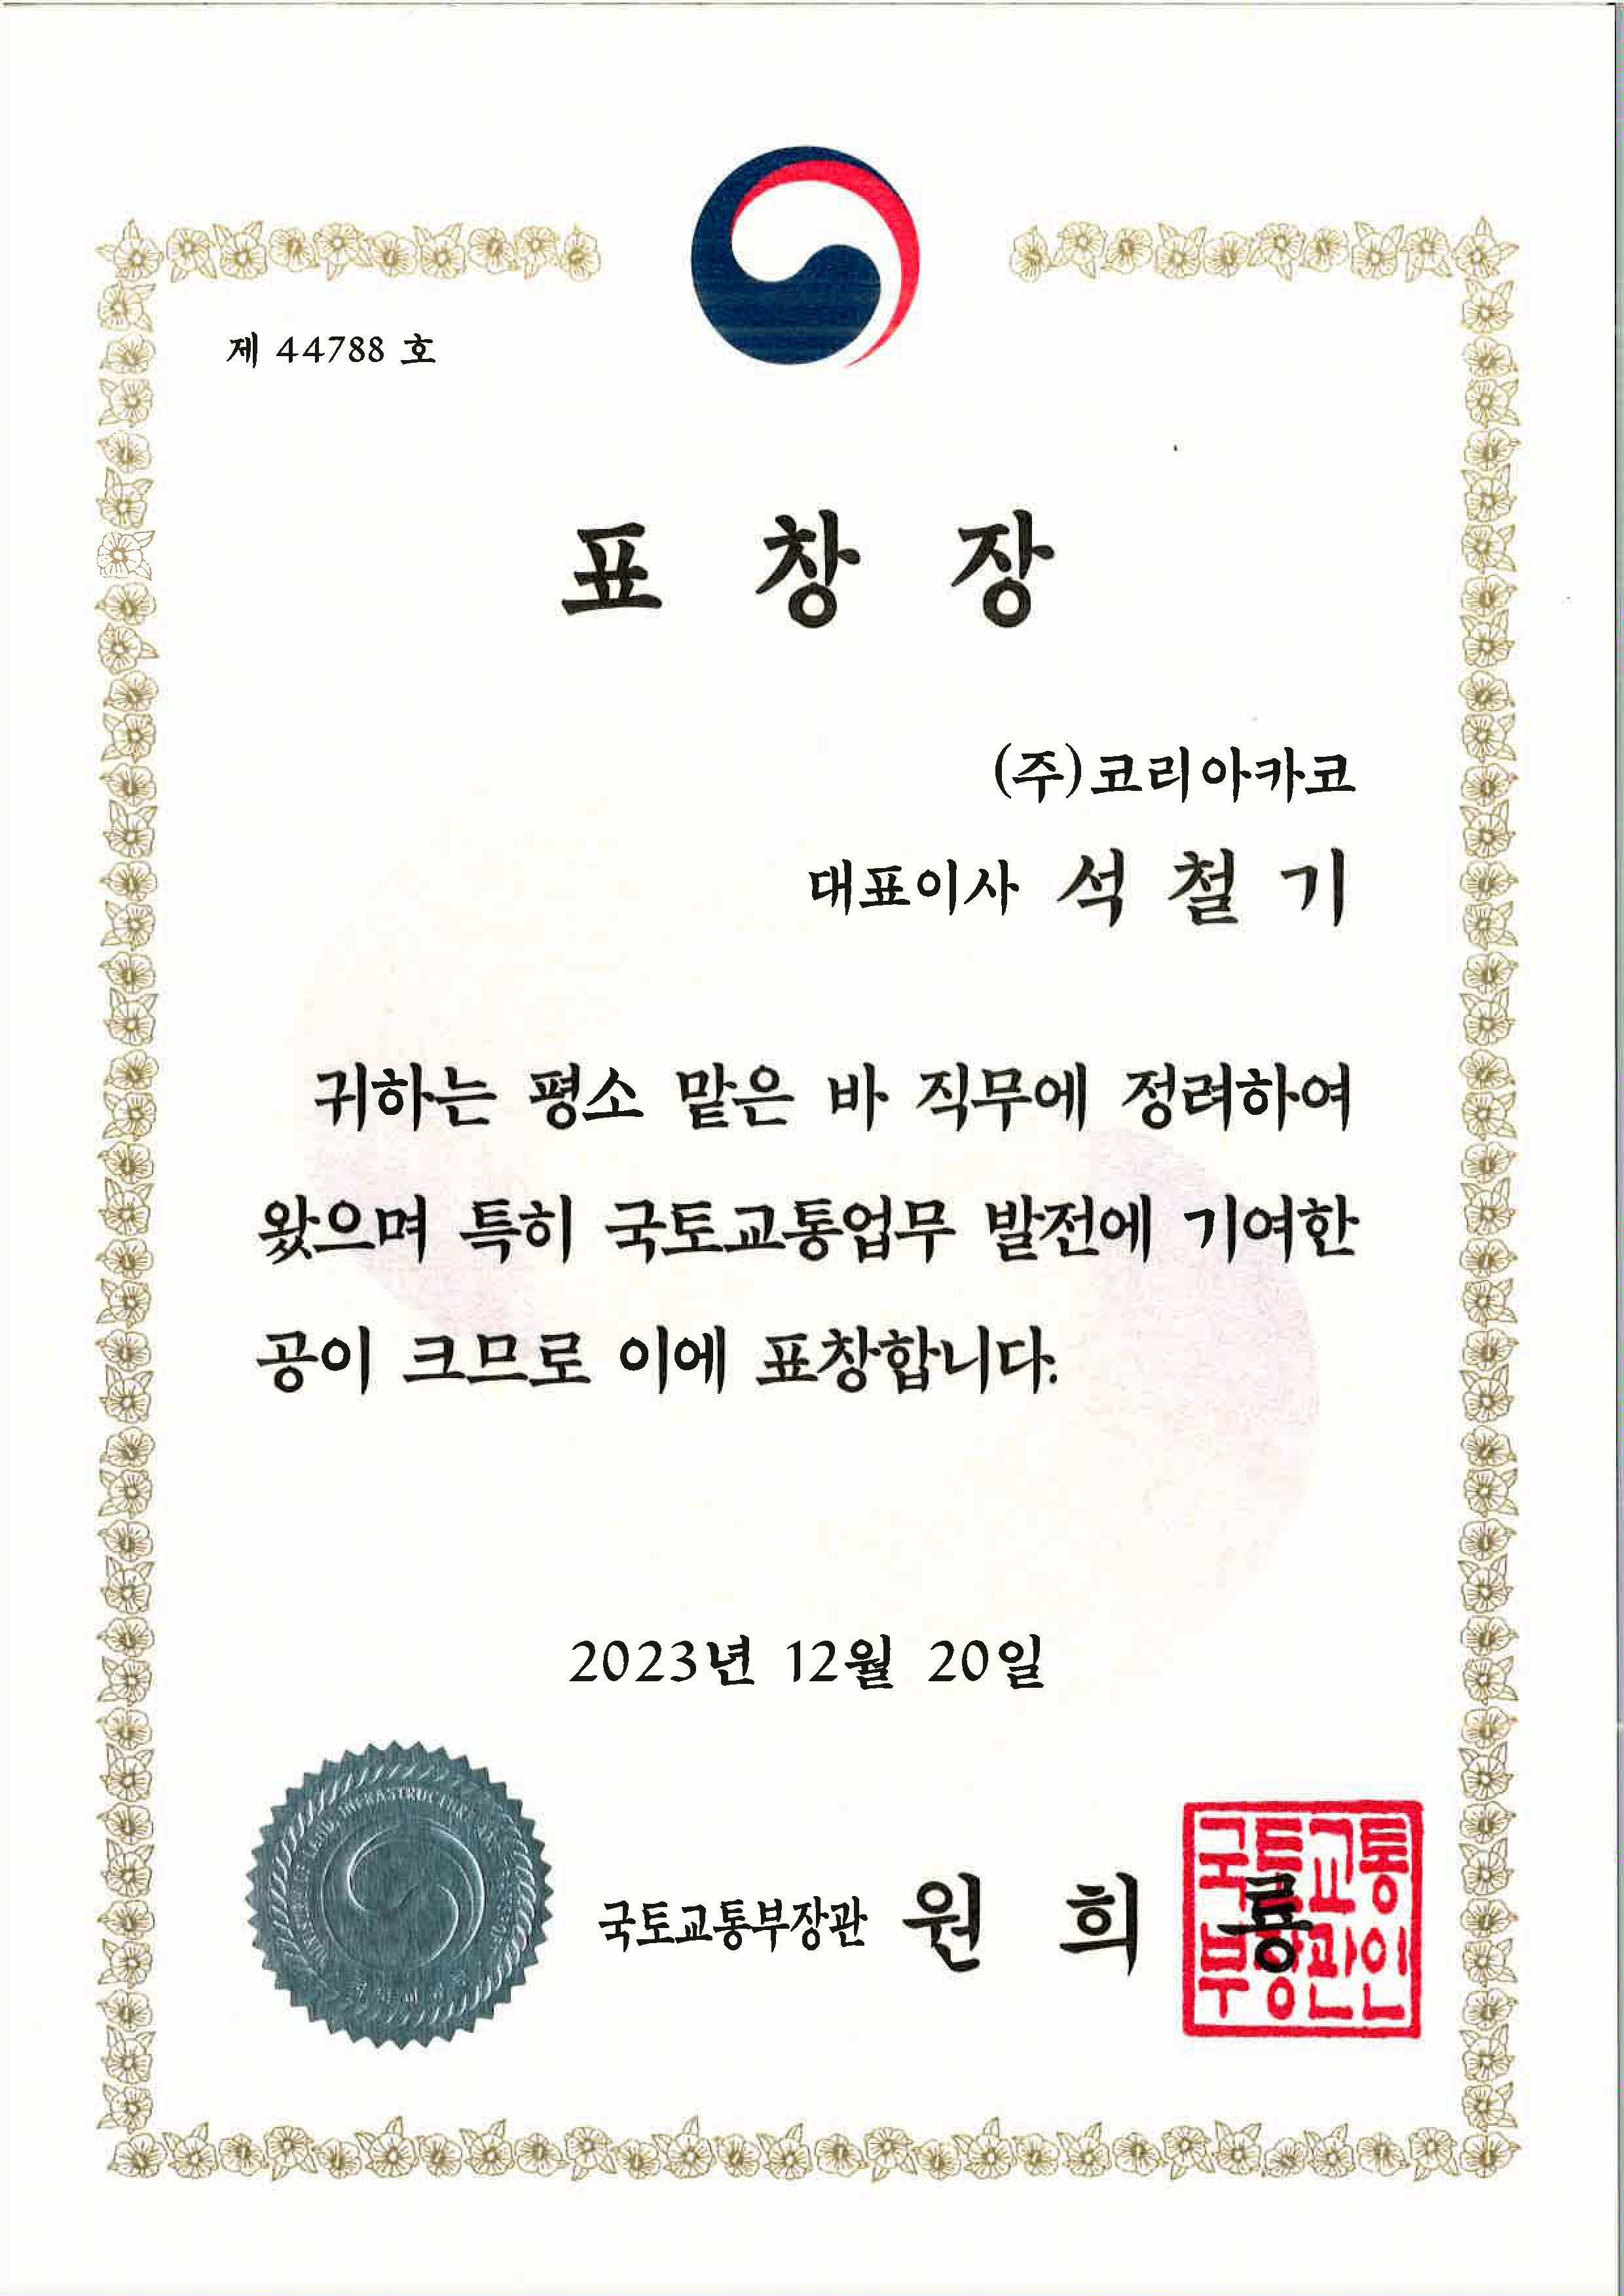 제 44788 호
표 창 장
(주)코리아카코
대표이사 석 철 기
귀하는 평소 맡은 바 직무에 정려하여
왔으며 특히 국토교통업무 발전에 기여한
공이 크므로 이에 표창합니다.
2023년 12월 20일
국토교통부장관 원 희 룡
국토교통
부장관인